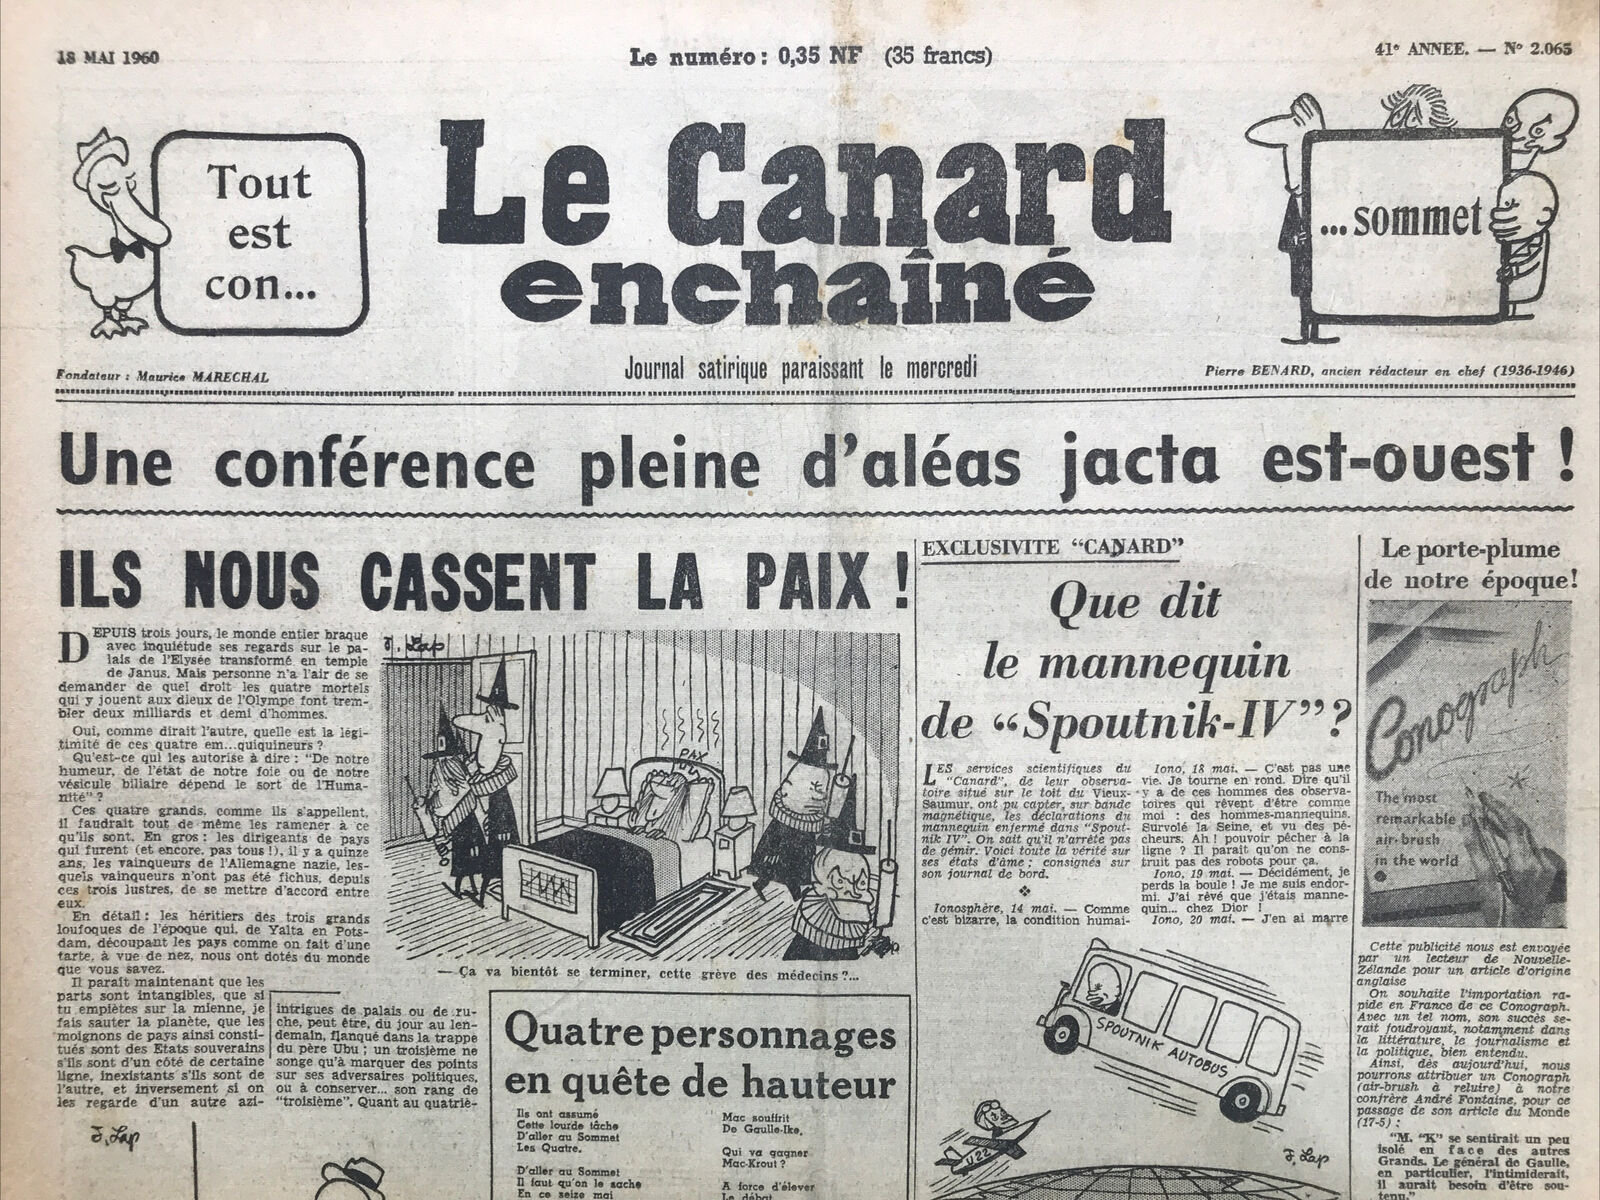 18 MAI 1960
Le numéro : 0,35 NF (35 francs)
41e ANNEE. — No 2.065
Tout
est
con...
Le Canard
enchaîné
...sommet
Fondateur : Maurice MARECHAL
Journal satirique paraissant le mercredi
Pierre BENARD, ancien rédacteur en chef (1936-1946)
Une conférence pleine d'aléas jacta est-ouest !
ILS NOUS CASSENT LA PAIX !
DEPUIS trois jours, le monde entier braque
avec inquiétude ses regards sur le pa-
lais de l'Elysée transformé en temple
de Janus. Mais personne n'a l'air de se
demander de quel droit les quatre mortels
qui y jouent aux dieux de l'Olympe font trem-
bler deux milliards et demi d'hommes.
Oui, comme dirait l'autre, quelle est la légi-
timité de ces quatre em...quiquineurs ?
Qu'est-ce qui les autorise à dire : "De notre
humeur, de l'état de notre foie ou de notre
vésicule biliaire dépend le sort de l'Huma-
nité" ?
Ces quatre grands, comme ils s'appellent,
il faudrait tout de même les ramener à ce
qu'ils sont. En gros : les dirigeants de pays
qui furent (et encore, pas tous !), il y a quinze
ans, les vainqueurs de l'Allemagne nazie, les-
quels vainqueurs n'ont pas été fichus, depuis
ces trois lustres, de se mettre d'accord entre
eux.
En détail : les héritiers des trois grands
loufoques de l'époque qui, de Yalta en Pots-
dam, découpant les pays comme on fait d'une
tarte, à vue de nez, nous ont dotés du monde
que vous savez.
Il paraît maintenant que les
parts sont intangibles, que si
tu empiètes sur la mienne, je
fais sauter la planète, que les
moignons de pays ainsi consti-
tués sont des Etats souverains
s'ils sont d'un côté de certaine
ligne, inexistants s'ils sont de
l'autre, et inversement si on
les regarde d'un autre azi-
intrigues de palais ou de ru-
che, peut être, du jour au len-
demain, flanqué dans la trappe
du père Ubu ; un troisième ne
songe qu'à marquer des points
sur ses adversaires politiques,
ou à conserver... son rang de
"troisième". Quant au quatriè-
J. Lap
J. Lap
PAX
— Ça va bientôt se terminer, cette grève des médecins ?...
Quatre personnages
en quête de hauteur
Ils ont assumé
Cette lourde tâche
D'aller au Sommet
Les Quatre.
D'aller au Sommet
Il faut qu'on le sache
En ce seize mai
Mac souffrit
De Gaulle-Ike.
Qui va gagner
Mac-Krout ?
A force d'élever
Le débat
EXCLUSIVITE "CANARD"
Que dit
le mannequin
de "Spoutnik-IV" ?
LES services scientifiques du
"Canard", de leur observa-
toire situé sur le toit du Vieux-
Saumur, ont pu capter, sur bande
magnétique, les déclarations du
mannequin enfermé dans "Spout-
nik IV". On sait qu'il n'arrête pas
de gémir. Voici toute la vérité sur
ses états d'âme ; consignés sur
son journal de bord.
Ionosphère, 14 mai. — Comme
c'est bizarre, la condition humai-
Iono, 18 mai. — C'est pas une
vie. Je tourne en rond. Dire qu'il
y a de ces hommes des observa-
toires qui rêvent d'être comme
moi : des hommes-mannequins.
Survolé la Seine, et vu des pê-
cheurs. Ah ! pouvoir pêcher à la
ligne ? Il paraît qu'on ne cons-
truit pas des robots pour ça.
Iono, 19 mai. — Décidément, je
perds la boule ! Je me suis endor-
mi. J'ai rêvé que j'étais manne-
quin... chez Dior !
Iono, 20 mai. — J'en ai marre
SPOUTNIK AUTOBUS
U22
J. Lap
Le porte-plume
de notre époque !
Conograph
The most
remarkable
air-brush
in the world
Cette publicité nous est envoyée
par un lecteur de Nouvelle-
Zélande pour un article d'origine
anglaise
On souhaite l'importation ra-
pide en France de ce Conograph.
Avec un tel nom, son succès se-
rait foudroyant, notamment dans
la littérature, le journalisme et
la politique, bien entendu.
Ainsi, dès aujourd'hui, nous
pourrons attribuer un Conograph
(air-brush à reluire) à notre
confrère André Fontaine, pour ce
passage de son article du Monde
(17-5) :
"M. "K" se sentirait un peu
isolé en face des autres
Grands. Le général de Gaulle,
en particulier, l'intimiderait,
il aurait besoin d'être sou-
tenu."